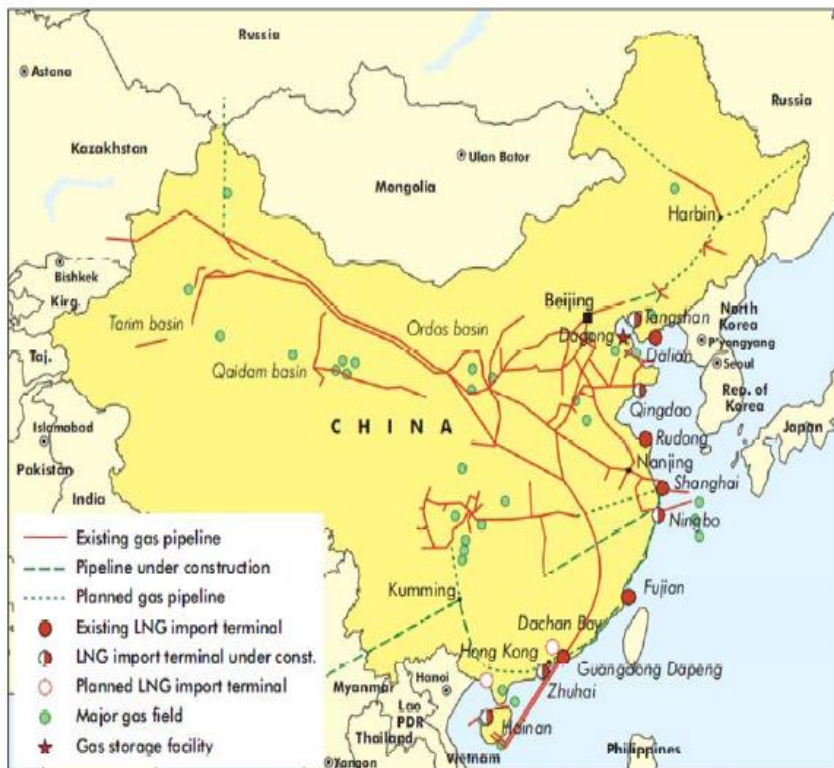 Russia
Astana
Russia
Kazakhstan
Ulan Bator
Mongolia
Harbin
Bishkek
Kirg.
Beijing
Tangshan
North
Korea
Tarim basin
Ordos basin
Dagong
P'yongyang
Taj.
Dalian
Seoul
Qaidam basin
Rep. of
Korea
Qingdao
CHINA
Japan
Islamabad
Rudong
Pakistan
Nanjing
Shanghai
India
Ningbo
Existing gas pipeline
Pipeline under construction
Planned gas pipeline
Existing LNG import terminal
LNG import terminal under const.
Planned LNG import terminal
Major gas field
Gas storage facility
Kumming
Fujian
Dachan Bay
Hong Kong
Guangdong Dapeng
Zhuhai
Myanmar
Hanoi
Lao
PDR
Hainan
Thailand
Vietnam
Philippines
Yangon